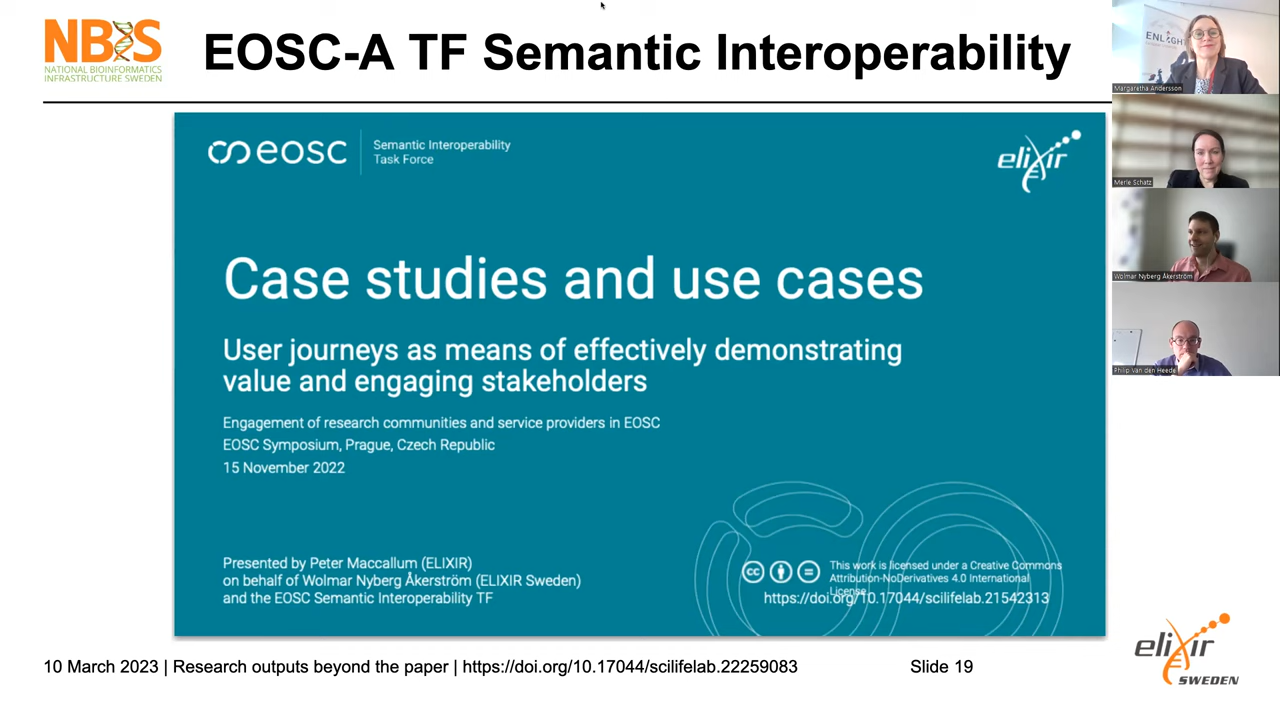 NBIS
NATIONAL BIOINFORMATICS
INFRASTRUCTURE SWEDEN
EOSC-A TF Semantic Interoperability
ENLIGHT
Margaretha Andersson
Merle Schatz
Wolmar Nyberg Åkerström
Philip Van den Heede
eosc
Semantic Interoperability
Task Force
elixir
Case studies and use cases
User journeys as means of effectively demonstrating
value and engaging stakeholders
Engagement of research communities and service providers in EOSC
EOSC Symposium, Prague, Czech Republic
15 November 2022
Presented by Peter Maccallum (ELIXIR)
on behalf of Wolmar Nyberg Åkerström (ELIXIR Sweden)
and the EOSC Semantic Interoperability TF
cc
This work is licensed under a Creative Commons
Attribution-NoDerivatives 4.0 International
License
https://doi.org/10.17044/scilifelab.21542313
10 March 2023 | Research outputs beyond the paper | https://doi.org/10.17044/scilifelab.22259083
Slide 19
elixir
SWEDEN